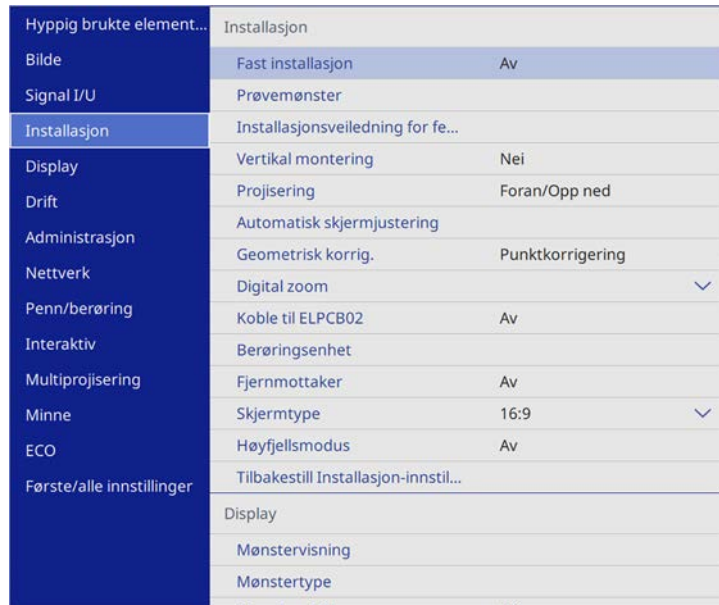 Hyppig brukte element...
Bilde
Signal I/U
Installasjon
Display
Drift
Administrasjon
Nettverk
Penn/berøring
Interaktiv
Multiprojisering
Minne
ECO
Første/alle innstillinger
Installasjon
Fast installasjon Av
Prøvemønster
Installasjonsveiledning for fe...
Vertikal montering Nei
Projisering Foran/Opp ned
Automatisk skjermjustering
Geometrisk korrig. Punktkorrigering
Digital zoom
Koble til ELPCB02 Av
Berøringsenhet
Fjernmottaker Av
Skjermtype 16:9
Høyfjellsmodus Av
Tilbakestill Installasjon-innstil...
Display
Mønstervisning
Mønstertype